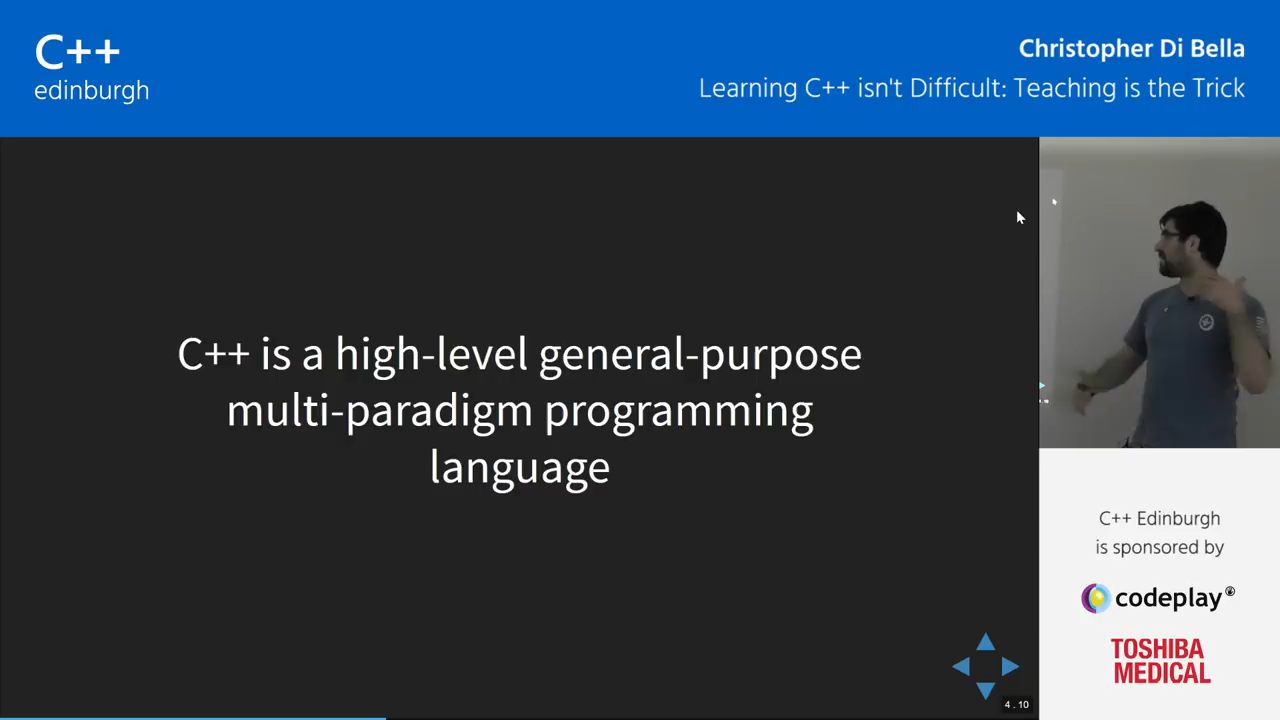 C++
edinburgh
Christopher Di Bella
Learning C++ isn't Difficult: Teaching is the Trick
C++ is a high-level general-purpose
multi-paradigm programming
language
4.10
C++ Edinburgh
is sponsored by
codeplay®
TOSHIBA
MEDICAL